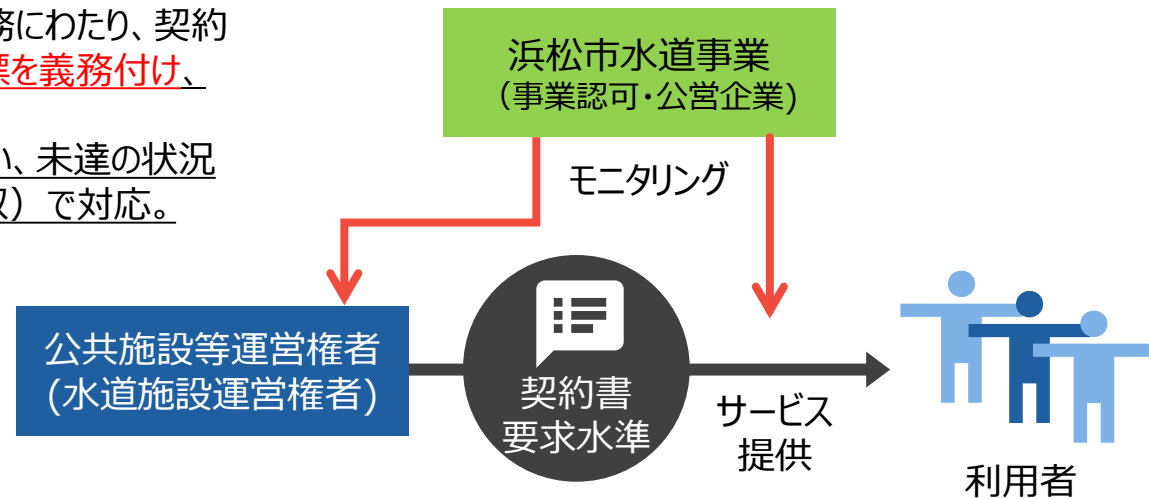 務にわたり、契約
標を義務付け、
い、未達の状況
収）で対応。
浜松市水道事業
（事業認可・公営企業)
モニタリング
公共施設等運営権者
(水道施設運営権者)
契約書
要求水準
サービス
提供
利用者